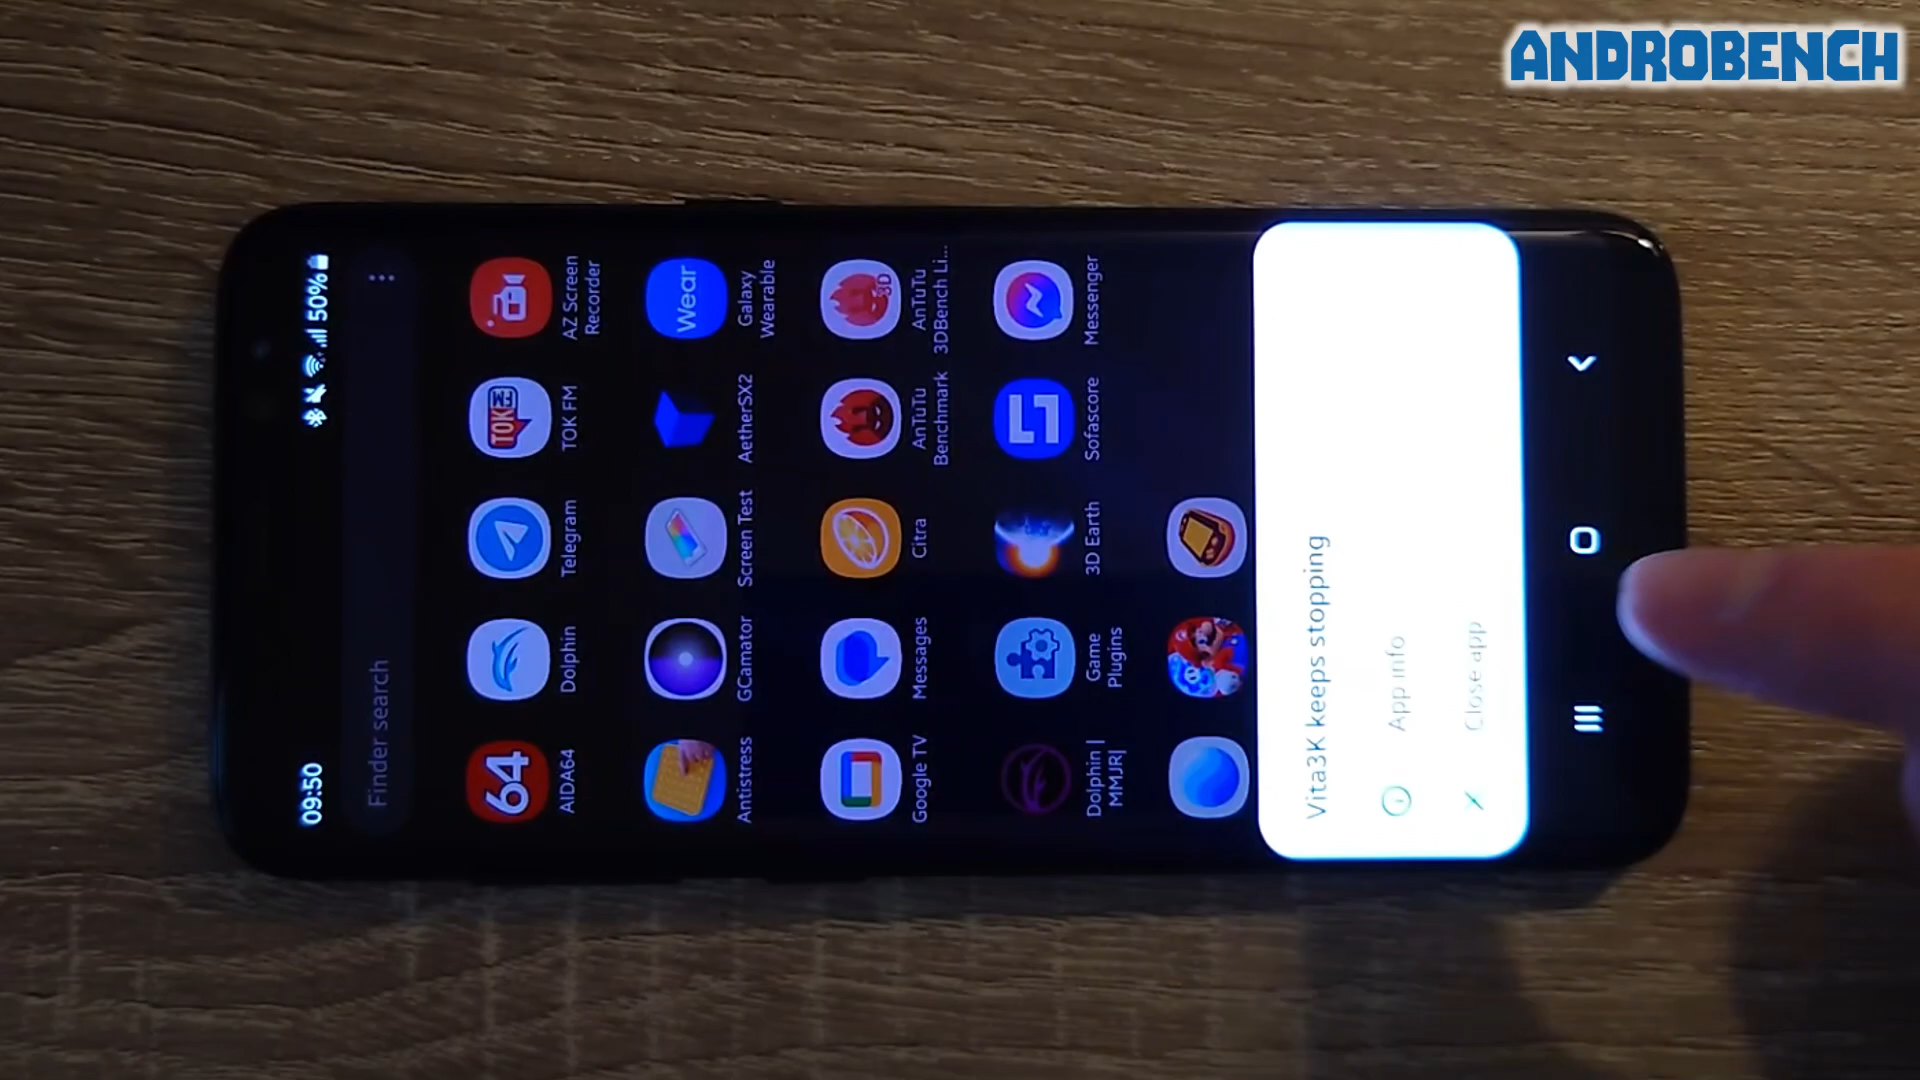 ANDROBENCH
09:50
50%
Finder search
64
TOK FM
AIDA64
Dolphin
Telegram
TOK FM
AZ Screen
Recorder
Wear
Antistress
GCamator
Screen Test
AetherSX2
Galaxy
Wearable
3D
Google TV
Messages
Citra
AnTuTu
Benchmark
AnTuTu
3DBench Li...
Dolphin |
MMJR|
Game
Plugins
3D Earth
Sofascore
Messenger
Vita3K keeps stopping
App info
Close app